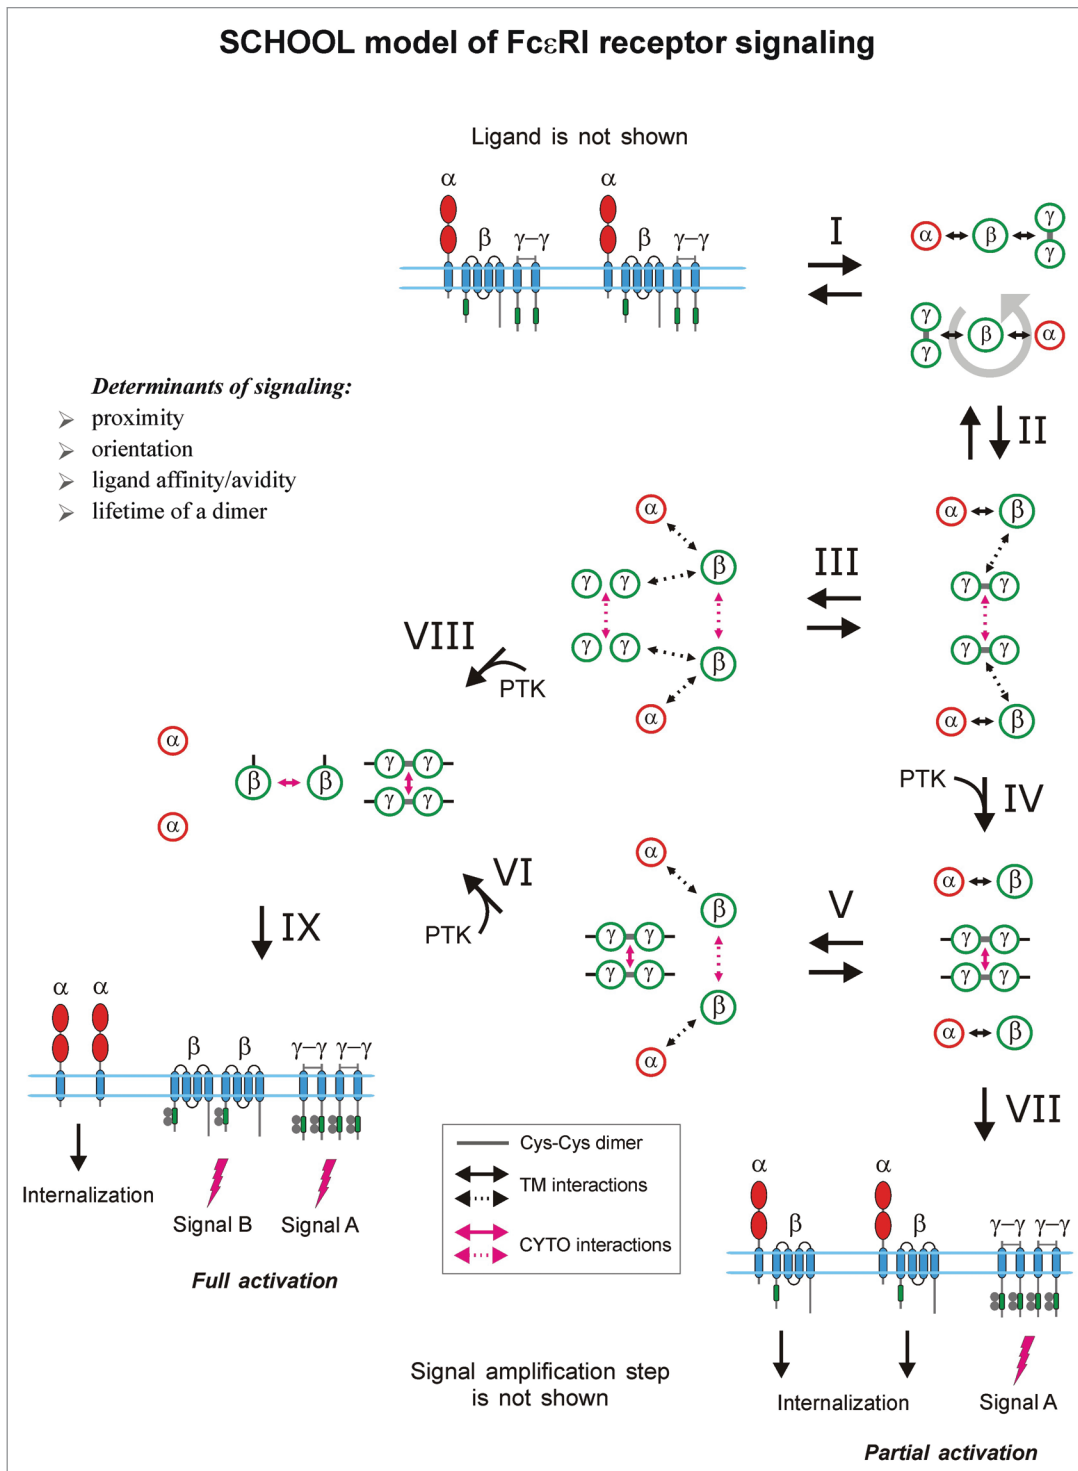 SCHOOL model of FcεRI receptor signaling
Ligand is not shown
α
α
β
γ–γ
β
γ–γ
I
α
β
γ
γ
γ
γ
β
α
Determinants of signaling:
proximity
orientation
ligand affinity/avidity
lifetime of a dimer
II
α
β
γ
γ
γ
γ
α
β
III
α
β
γ
γ
γ
γ
β
α
VIII
PTK
α
β
β
γ
γ
γ
γ
α
PTK
IV
α
β
γ
γ
γ
γ
α
β
V
α
β
γ
γ
γ
γ
β
α
VI
PTK
IX
α
α
β
β
γ–γ
γ–γ
Internalization
Signal B
Signal A
Full activation
Cys-Cys dimer
TM interactions
CYTO interactions
VII
α
α
β
β
γ–γ
γ–γ
Signal amplification step
is not shown
Internalization
Signal A
Partial activation